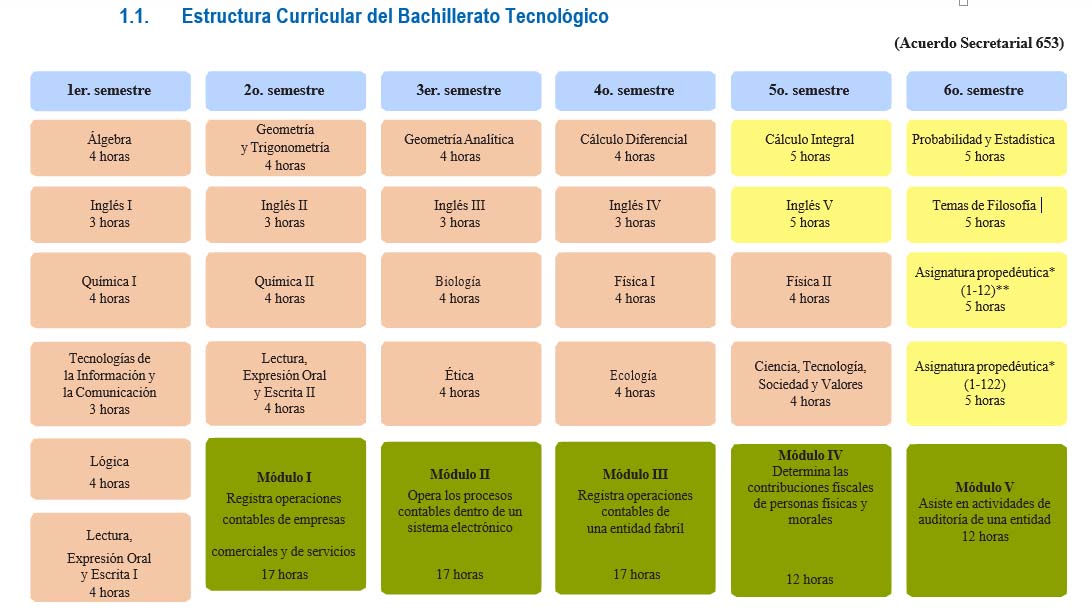 1.1. Estructura Curricular del Bachillerato Tecnológico
(Acuerdo Secretarial 653)
1er. semestre
2o. semestre
3er. semestre
4o. semestre
5o. semestre
6o. semestre
Álgebra
4 horas
Geometría
y Trigonometría
4 horas
Geometría Analítica
4 horas
Cálculo Diferencial
4 horas
Cálculo Integral
5 horas
Probabilidad y Estadística
5 horas
Inglés I
3 horas
Inglés II
3 horas
Inglés III
3 horas
Inglés IV
3 horas
Inglés V
5 horas
Temas de Filosofía
5 horas
Química I
4 horas
Química II
4 horas
Biología
4 horas
Física I
4 horas
Física II
4 horas
Asignatura propedéutica*
(1-12)**
5 horas
Tecnologías de
la Información y
la Comunicación
3 horas
Lectura,
Expresión Oral
y Escrita II
4 horas
Ética
4 horas
Ecología
4 horas
Ciencia, Tecnología,
Sociedad y Valores
4 horas
Asignatura propedéutica*
(1-122)
5 horas
Lógica
4 horas
Lectura,
Expresión Oral
y Escrita I
4 horas
Módulo I
Registra operaciones
contables de empresas
comerciales y de servicios
17 horas
Módulo II
Opera los procesos
contables dentro de un
sistema electrónico
17 horas
Módulo III
Registra operaciones
contables de
una entidad fabril
17 horas
Módulo IV
Determina las
contribuciones fiscales
de personas físicas y
morales
12 horas
Módulo V
Asiste en actividades de
auditoría de una entidad
12 horas